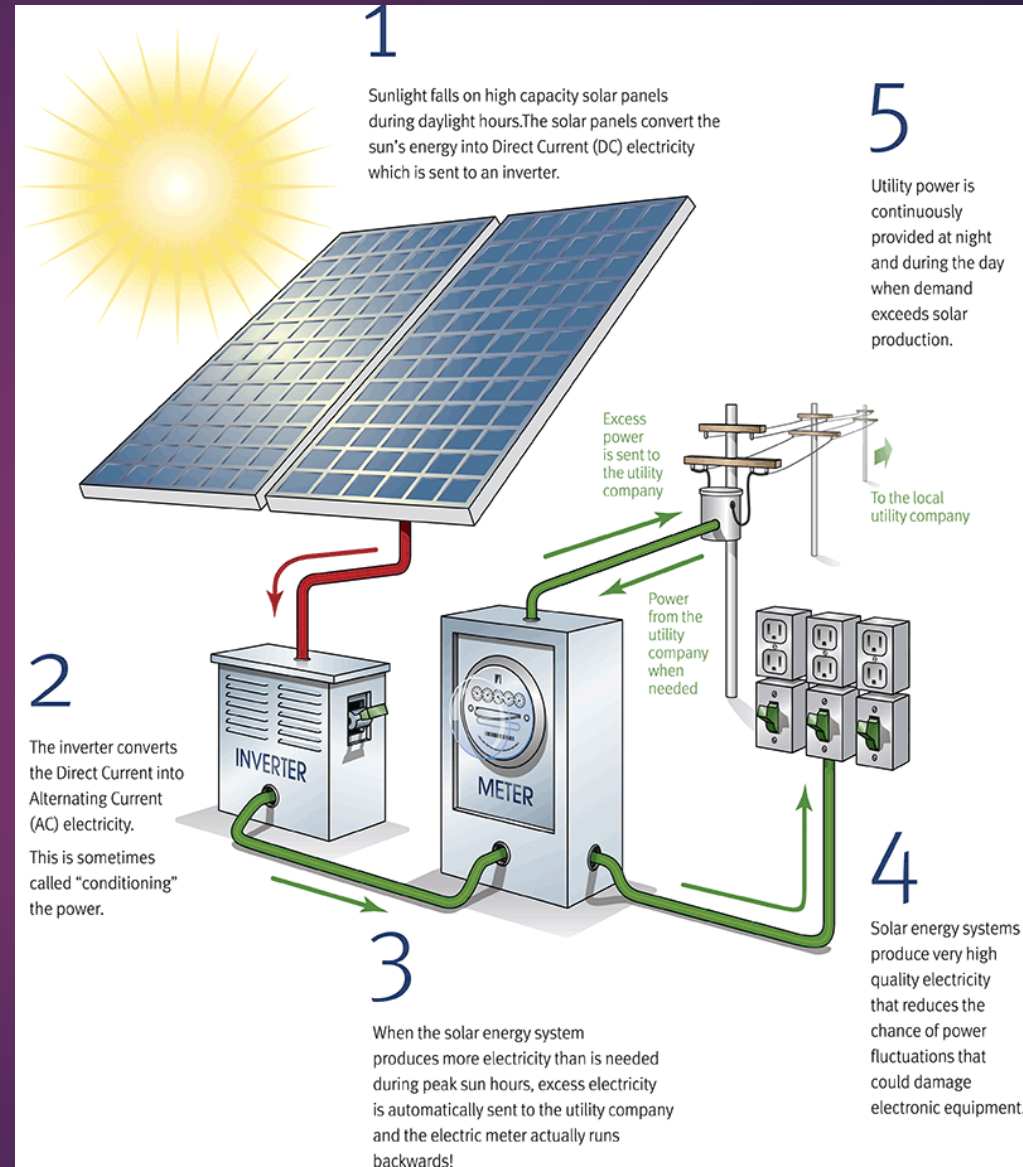 1
Sunlight falls on high capacity solar panels
during daylight hours.The solar panels convert the
sun's energy into Direct Current (DC) electricity
which is sent to an inverter.
5
Utility power is
continuously
provided at night
and during the day
when demand
exceeds solar
production.
Excess
power
is sent to
the utility
company
To the local
utility company
Power
from the
utility
company
when
needed
2
The inverter converts
the Direct Current into
Alternating Current
(AC) electricity.
This is sometimes
called “conditioning”
the power.
INVERTER
METER
3
When the solar energy system
produces more electricity than is needed
during peak sun hours, excess electricity
is automatically sent to the utility company
and the electric meter actually runs
backwards!
4
Solar energy systems
produce very high
quality electricity
that reduces the
chance of power
fluctuations that
could damage
electronic equipment.